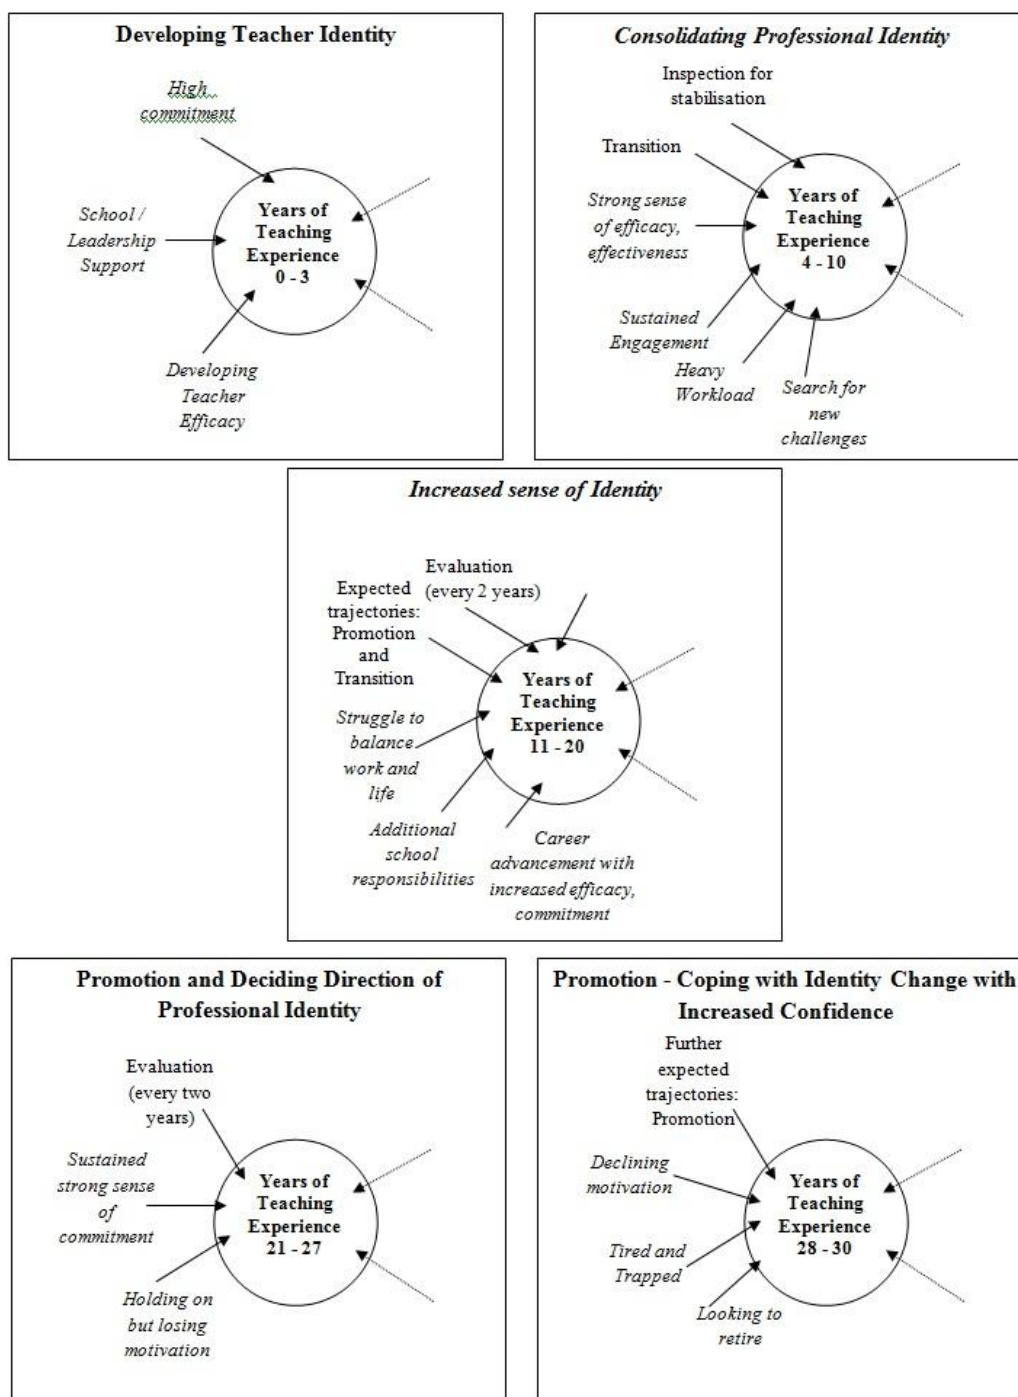 Developing Teacher Identity
High
commitment
School /
Leadership
Support
Years of
Teaching
Experience
0 - 3
Developing
Teacher
Efficacy
Consolidating Professional Identity
Inspection for
stabilisation
Transition
Strong sense
of efficacy,
effectiveness
Years of
Teaching
Experience
4 - 10
Sustained
Engagement
Heavy
Workload
Search for
new
challenges
Increased sense of Identity
Evaluation
(every 2 years)
Expected
trajectories:
Promotion
and
Transition
Years of
Teaching
Experience
11 - 20
Struggle to
balance
work and
life
Additional
school
responsibilities
Career
advancement with
increased efficacy,
commitment
Promotion and Deciding Direction of
Professional Identity
Evaluation
(every two
years)
Sustained
strong sense
of
commitment
Years of
Teaching
Experience
21 - 27
Holding on
but losing
motivation
Promotion - Coping with Identity Change with
Increased Confidence
Further
expected
trajectories:
Promotion
Declining
motivation
Years of
Teaching
Experience
28 - 30
Tired and
Trapped
Looking to
retire